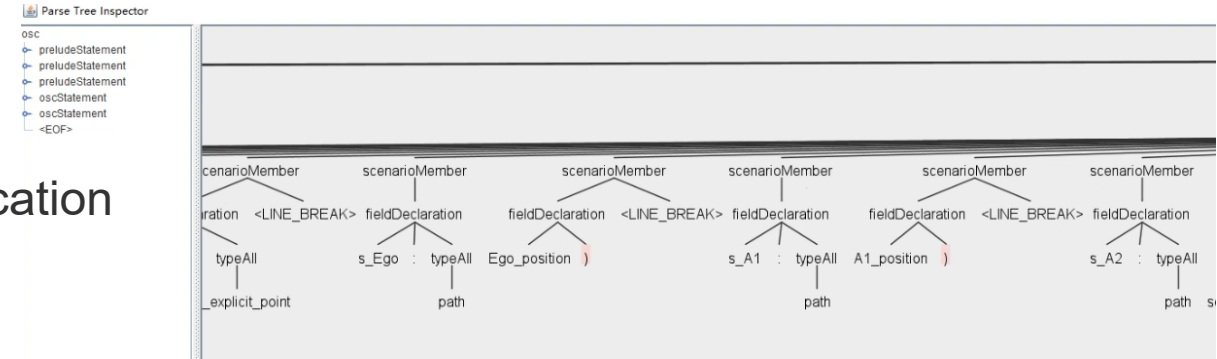 Parse Tree Inspector
osc
preludeStatement
preludeStatement
preludeStatement
oscStatement
oscStatement
<EOF>
cation
cenarioMember scenarioMember scenarioMember scenarioMember scenarioMember scenarioMember
ration <LINE_BREAK> fieldDeclaration fieldDeclaration <LINE_BREAK> fieldDeclaration fieldDeclaration <LINE_BREAK> fieldDeclaration
typeAll s_Ego : typeAll Ego_position ) s_A1 : typeAll A1_position ) s_A2 : typeAll
_explicit_point path path path s